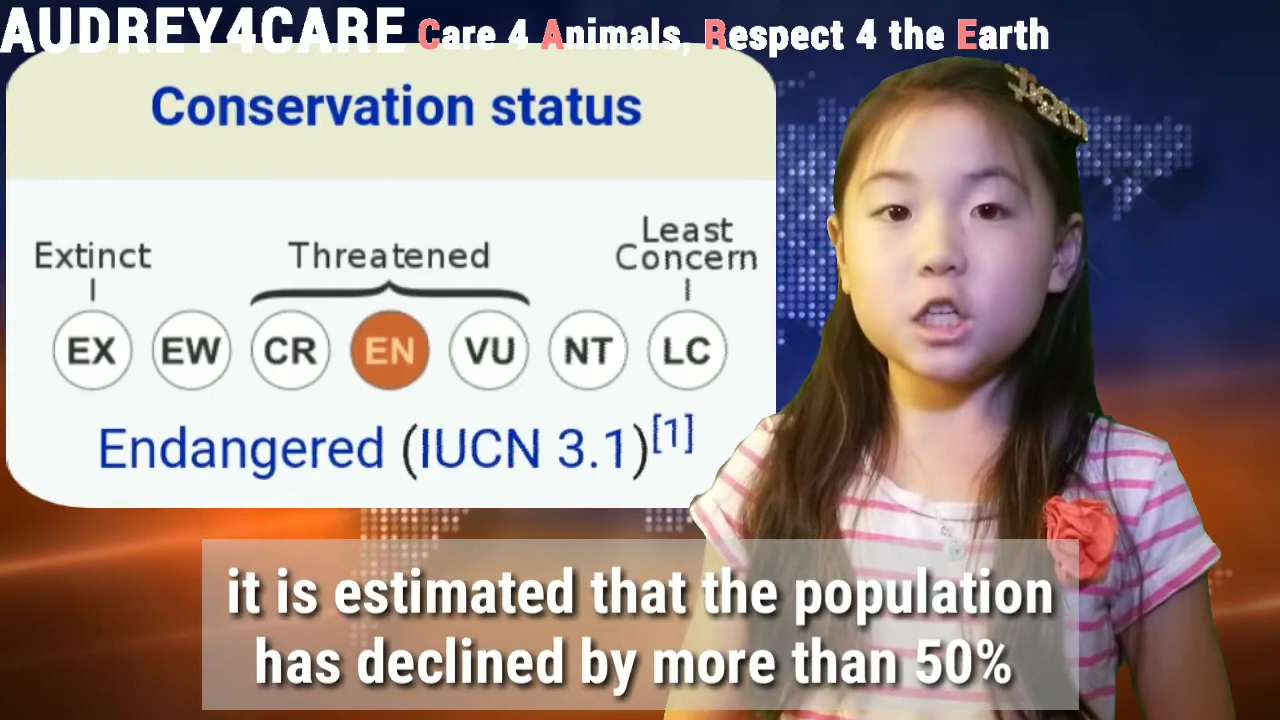 AUDREY4CARE Care 4 Animals, Respect 4 the Earth
Conservation status
Extinct
Threatened
Least
Concern
EX EW CR EN VU NT LC
Endangered (IUCN 3.1)[1]
it is estimated that the population
has declined by more than 50%